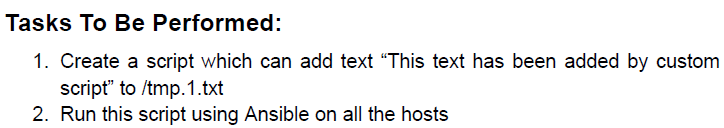 Tasks To Be Performed:
1. Create a script which can add text “This text has been added by custom
script” to /tmp.1.txt
2. Run this script using Ansible on all the hosts